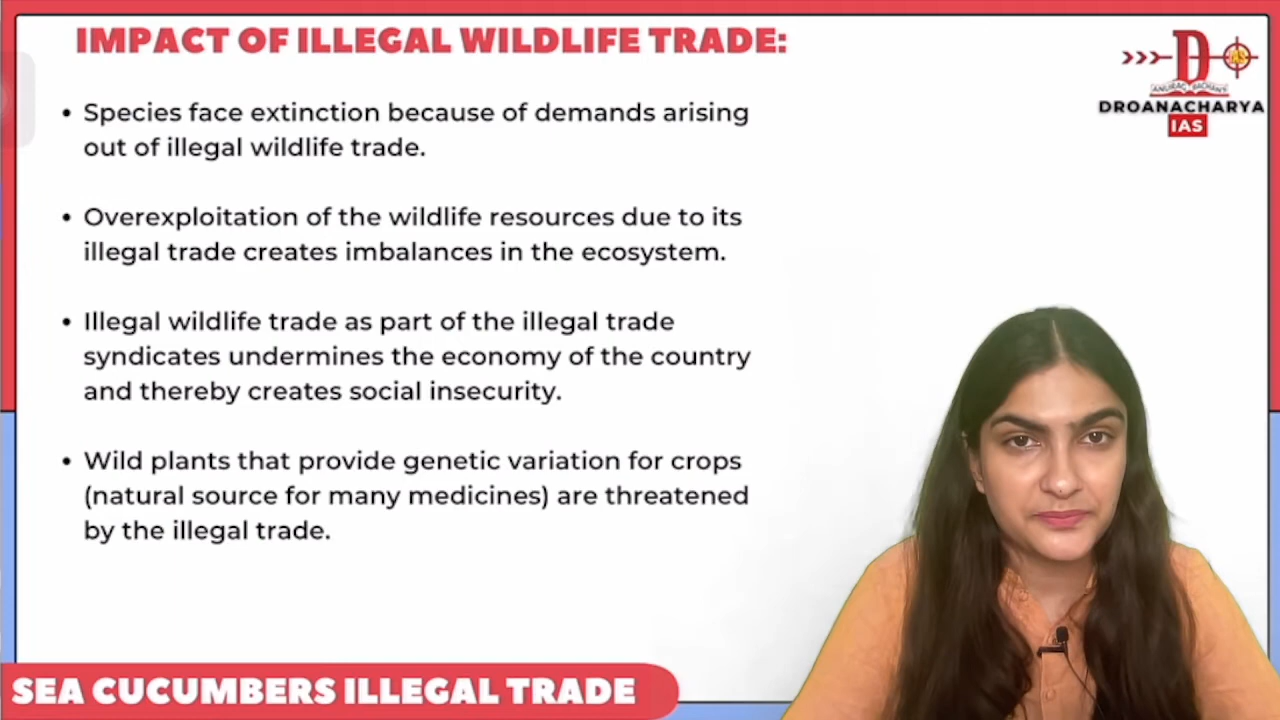 IMPACT OF ILLEGAL WILDLIFE TRADE:
• Species face extinction because of demands arising
out of illegal wildlife trade.
• Overexploitation of the wildlife resources due to its
illegal trade creates imbalances in the ecosystem.
• Illegal wildlife trade as part of the illegal trade
syndicates undermines the economy of the country
and thereby creates social insecurity.
• Wild plants that provide genetic variation for crops
(natural source for many medicines) are threatened
by the illegal trade.
D
IAS
ANURAG
DROANACHARYA
IAS
SEA CUCUMBERS ILLEGAL TRADE